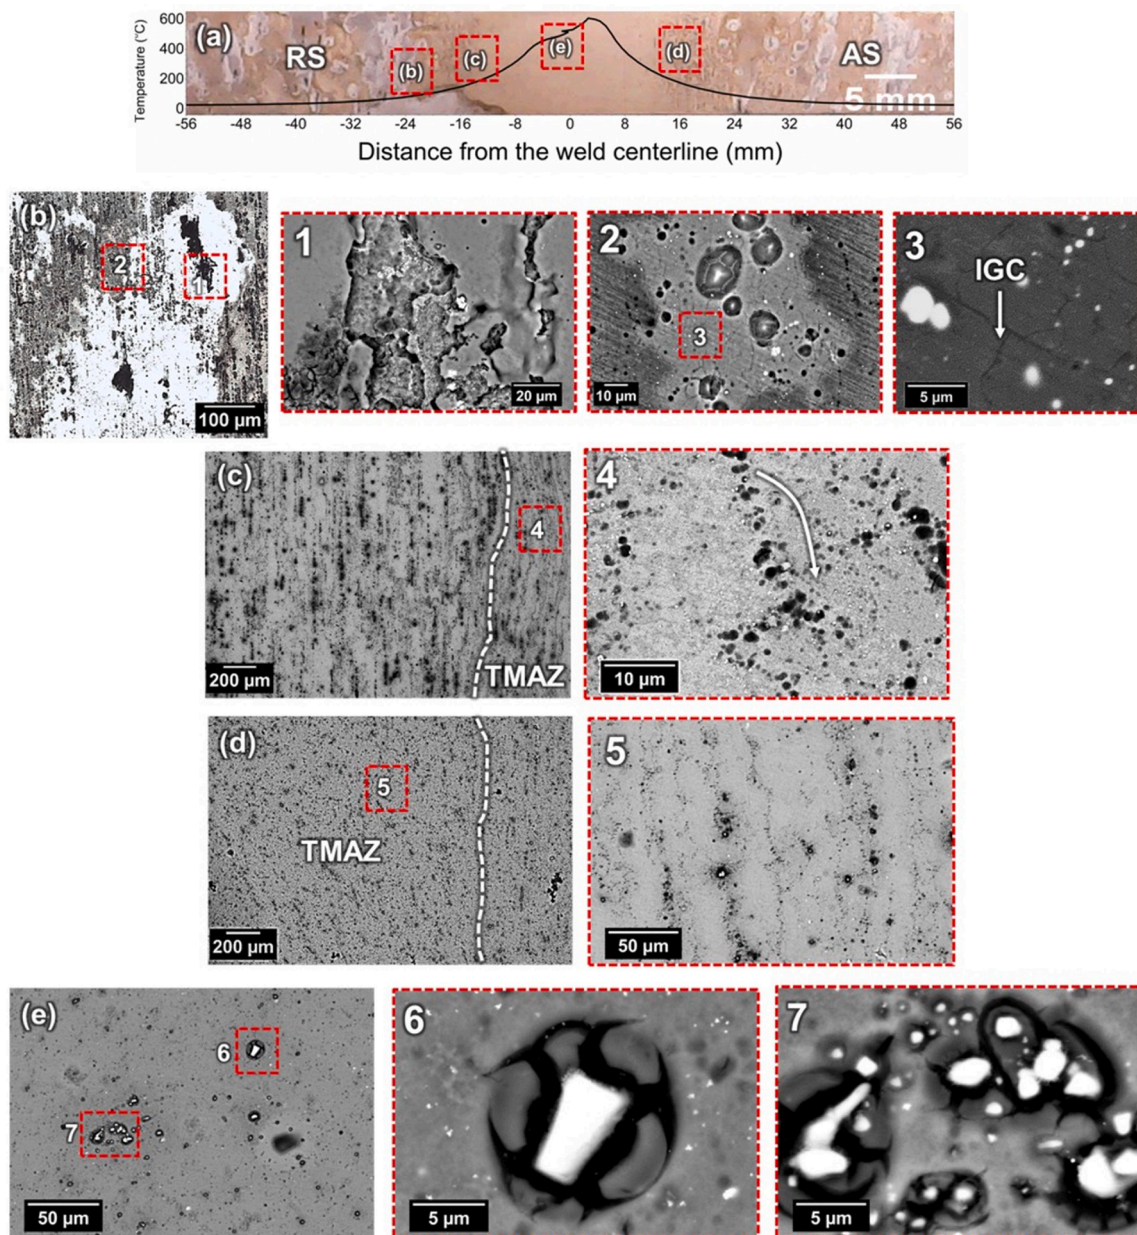 Temperature (°C)
600
400
200
0
(a)
RS
(b)
(c)
(e)
(d)
AS
5 mm
-56 -48 -40 -32 -24 -16 -8 0 8 16 24 32 40 48 56
Distance from the weld centerline (mm)
(b)
2
1
100 µm
1
20 µm
2
3
10 µm
3
IGC
5 µm
(c)
4
TMAZ
200 µm
4
10 µm
(d)
5
TMAZ
200 µm
5
50 µm
(e)
6
7
50 µm
6
5 µm
7
5 µm